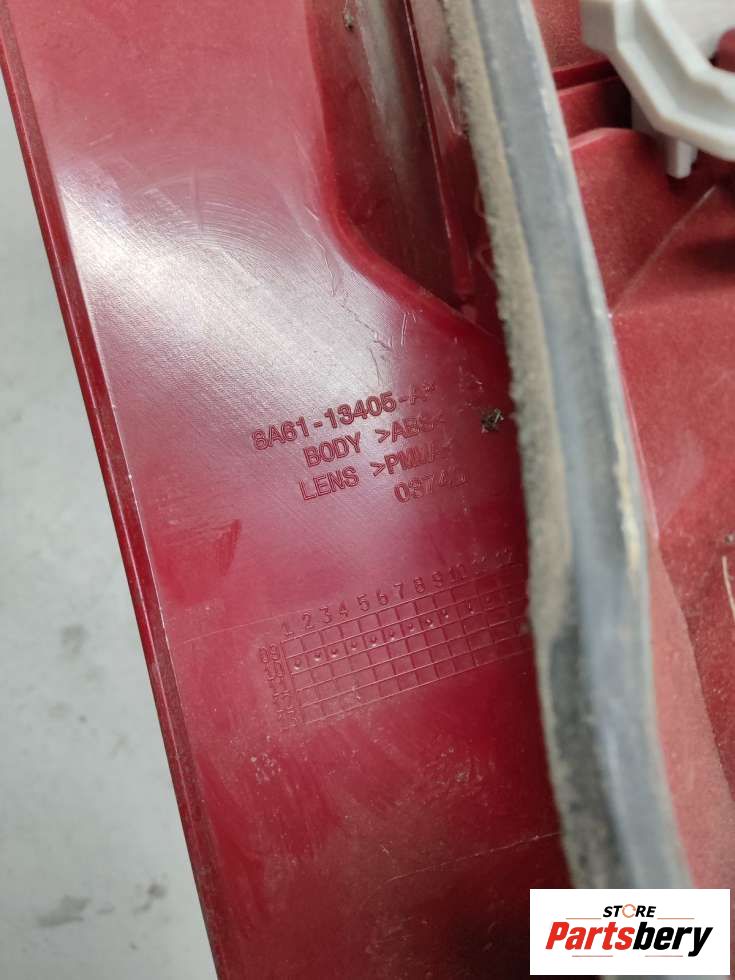 8A61-13405-A
BODY >ABS<
LENS >PMMA<
1 2 3 4 5 6 7 8 9 10 11 12
09
STORE
Partsbery